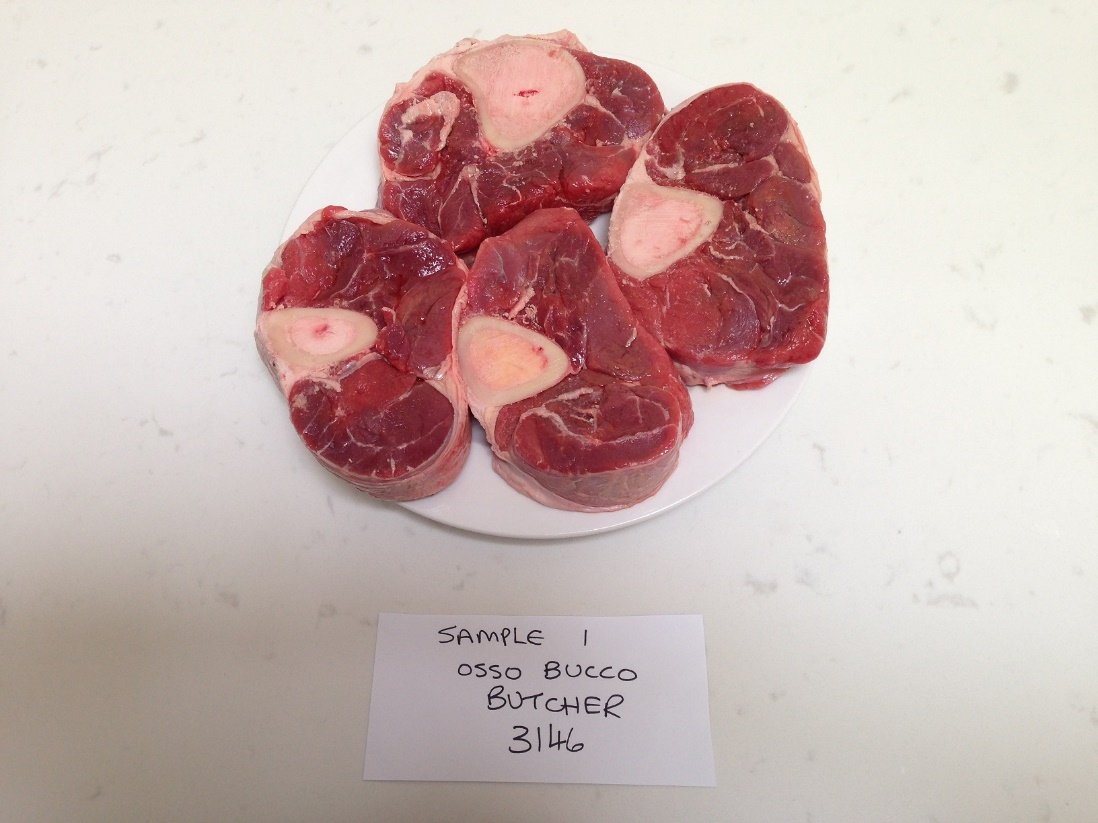 SAMPLE 1
OSSO BUCCO
BUTCHER
3146